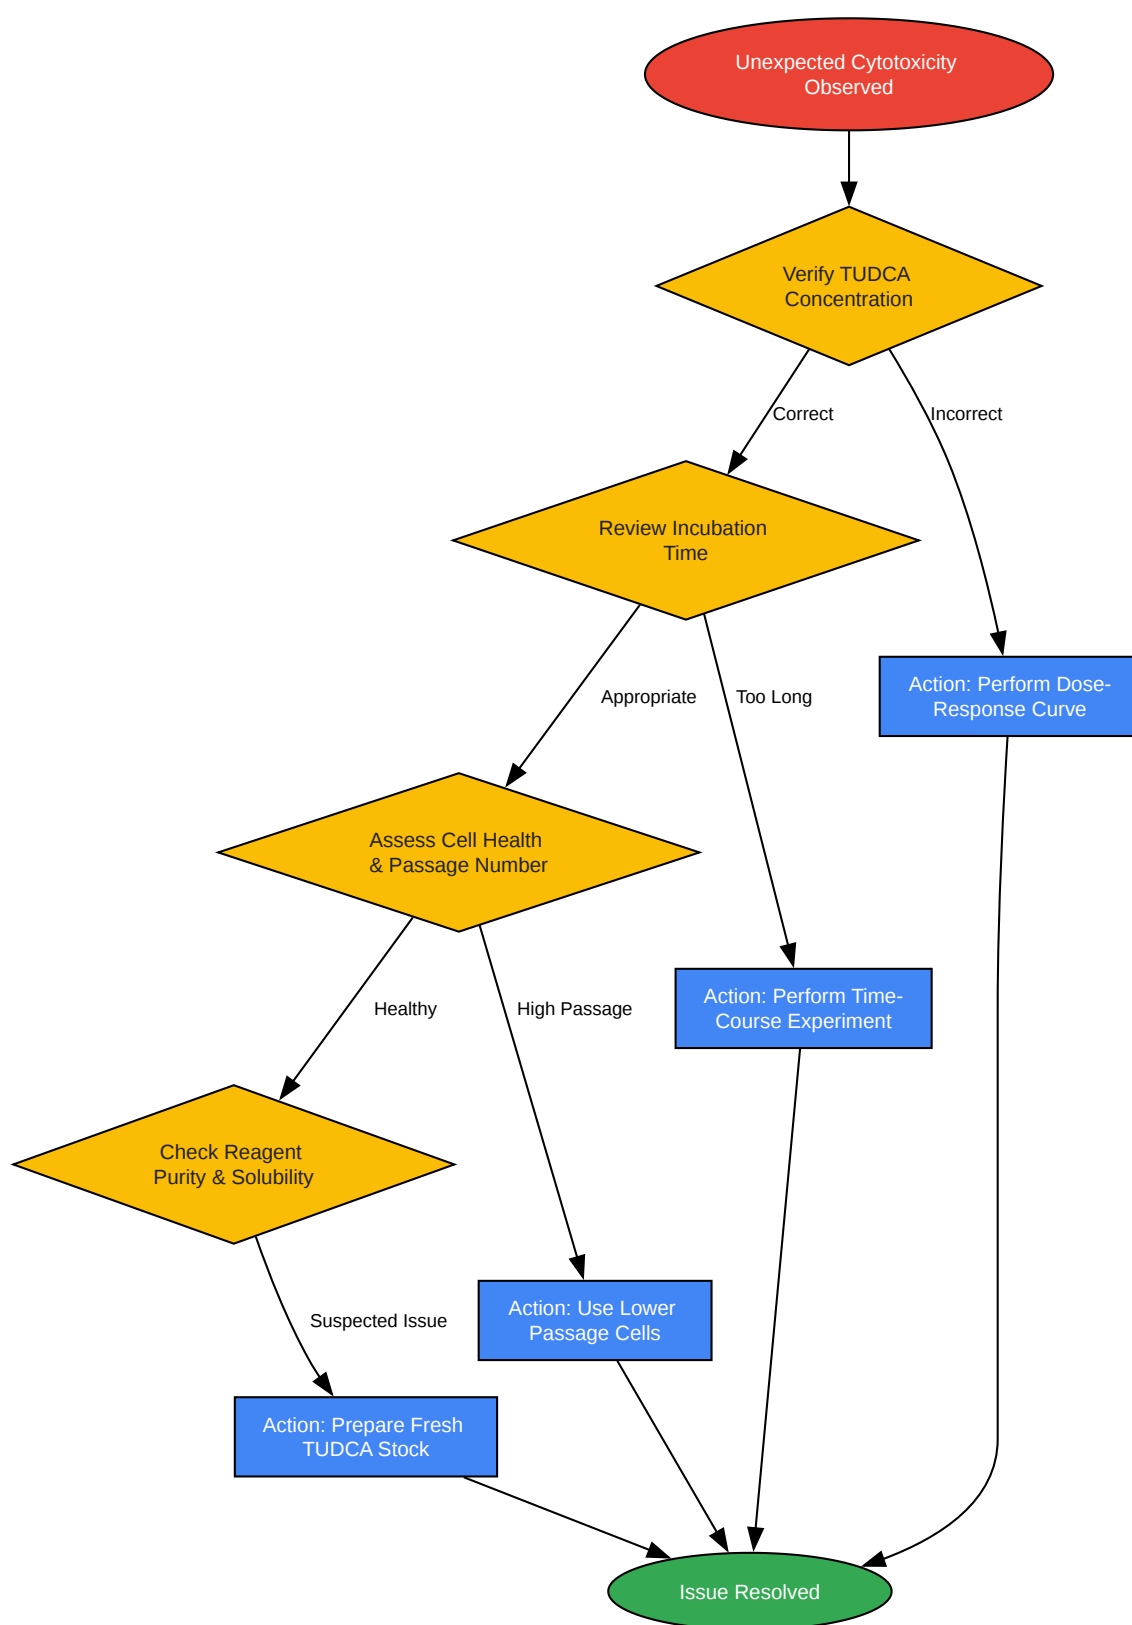 Unexpected Cytotoxicity
Observed
Verify TUDCA
Concentration
Correct
Incorrect
Review Incubation
Time
Appropriate
Too Long
Action: Perform Dose-
Response Curve
Assess Cell Health
& Passage Number
Healthy
High Passage
Action: Perform Time-
Course Experiment
Check Reagent
Purity & Solubility
Suspected Issue
Action: Use Lower
Passage Cells
Action: Prepare Fresh
TUDCA Stock
Issue Resolved